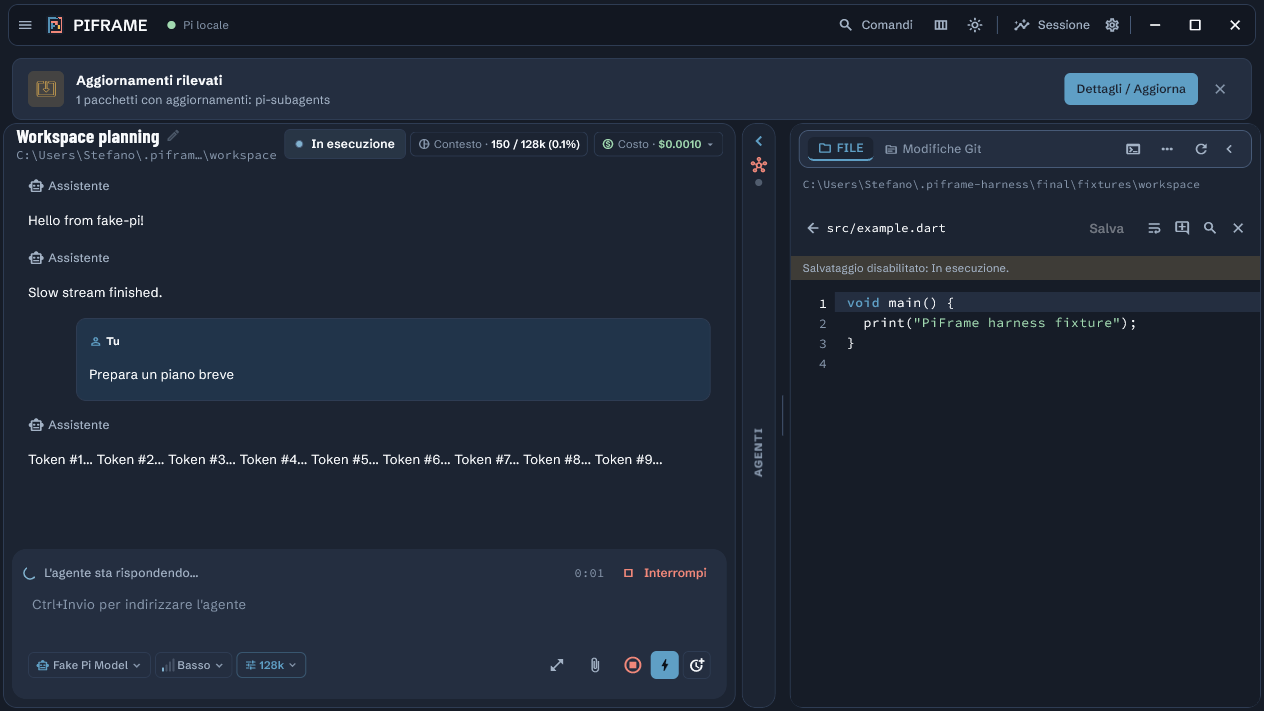 PIFRAME
Pi locale
Comandi
Sessione
Aggiornamenti rilevati
1 pacchetti con aggiornamenti: pi-subagents
Dettagli / Aggiorna
Workspace planning
C:\Users\Stefano\.pifram…\workspace
In esecuzione
Contesto · 150 / 128k (0.1%)
Costo · $0.0010
Assistente
Hello from fake-pi!
Assistente
Slow stream finished.
Tu
Prepara un piano breve
Assistente
Token #1... Token #2... Token #3... Token #4... Token #5... Token #6... Token #7... Token #8... Token #9...
L'agente sta rispondendo…
0:01
Interrompi
Ctrl+Invio per indirizzare l'agente
Fake Pi Model
Basso
128k
AGENTI
FILE
Modifiche Git
C:\Users\Stefano\.piframe-harness\final\fixtures\workspace
src/example.dart
Salva
Salvataggio disabilitato: In esecuzione.
1 void main() {
2 print("PiFrame harness fixture");
3 }
4